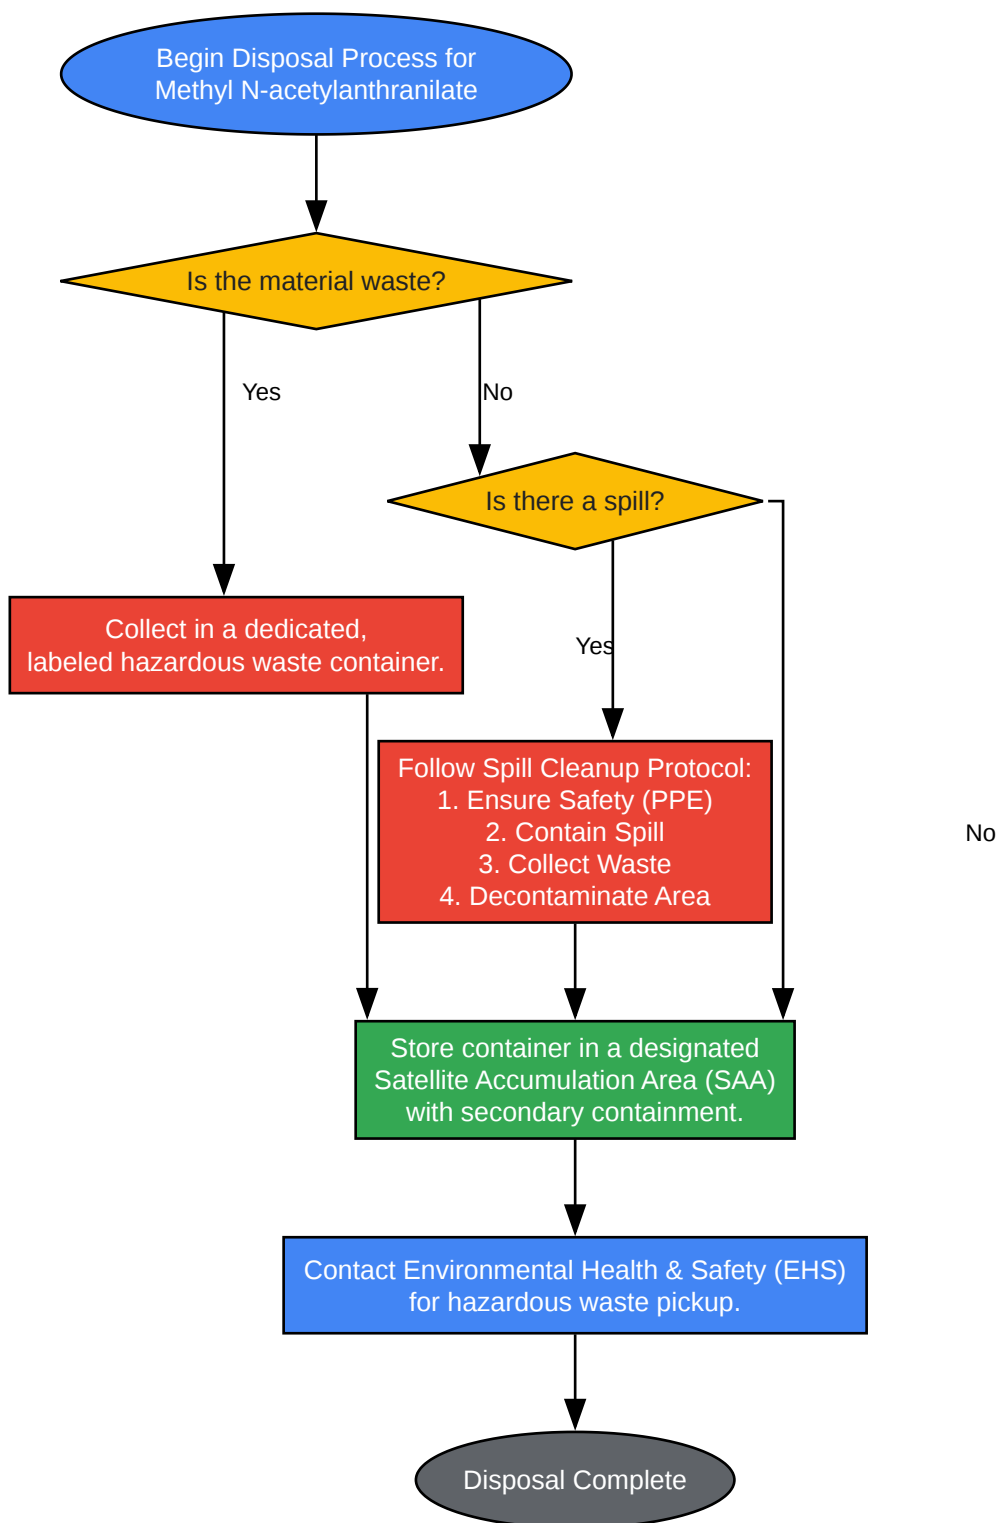 Begin Disposal Process for
Methyl N-acetylanthranilate
Is the material waste?
Yes
No
Is there a spill?
Collect in a dedicated,
labeled hazardous waste container.
Yes
Follow Spill Cleanup Protocol:
1. Ensure Safety (PPE)
2. Contain Spill
3. Collect Waste
4. Decontaminate Area
No
Store container in a designated
Satellite Accumulation Area (SAA)
with secondary containment.
Contact Environmental Health & Safety (EHS)
for hazardous waste pickup.
Disposal Complete